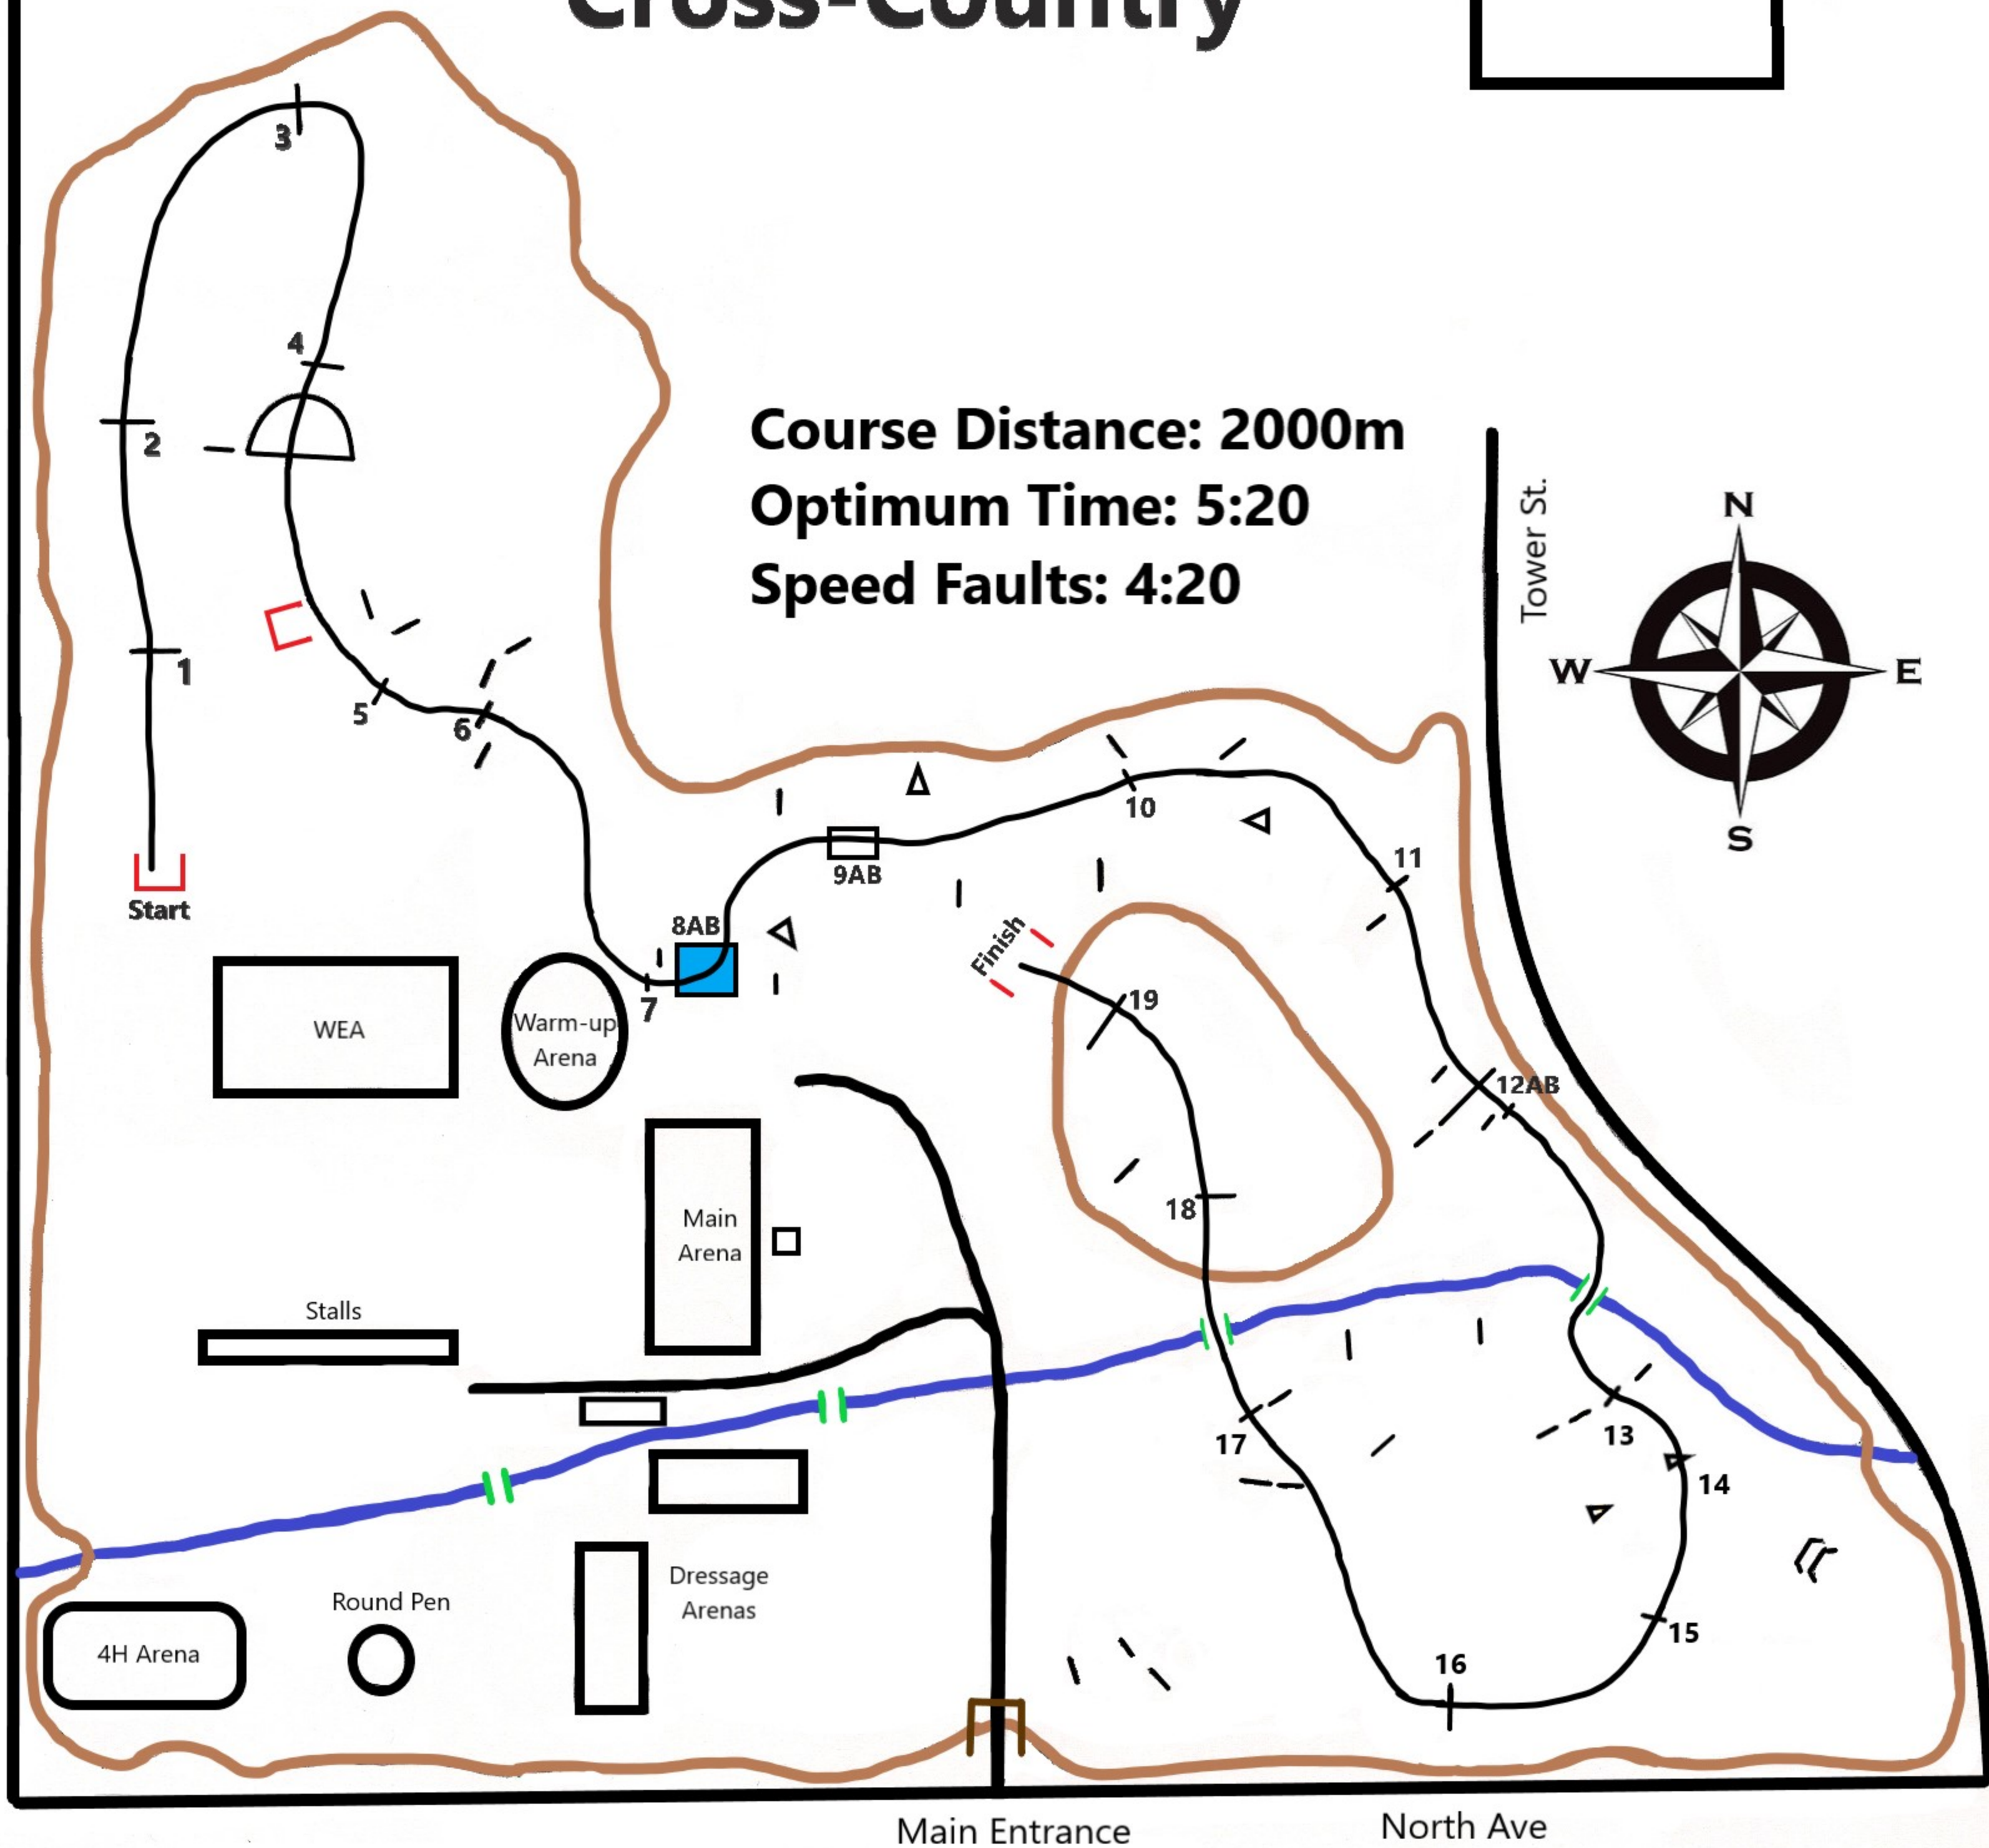 Cross-Country
3
4
2
Course Distance: 2000m
Optimum Time: 5:20
Speed Faults: 4:20
Tower St.
N
W
E
S
1
5
6
10
11
9AB
Start
8AB
Finish
7
19
WEA
Warm-up
Arena
12AB
18
Main
Arena
Stalls
17
13
14
Round Pen
Dressage
Arenas
4H Arena
15
16
Main Entrance
North Ave